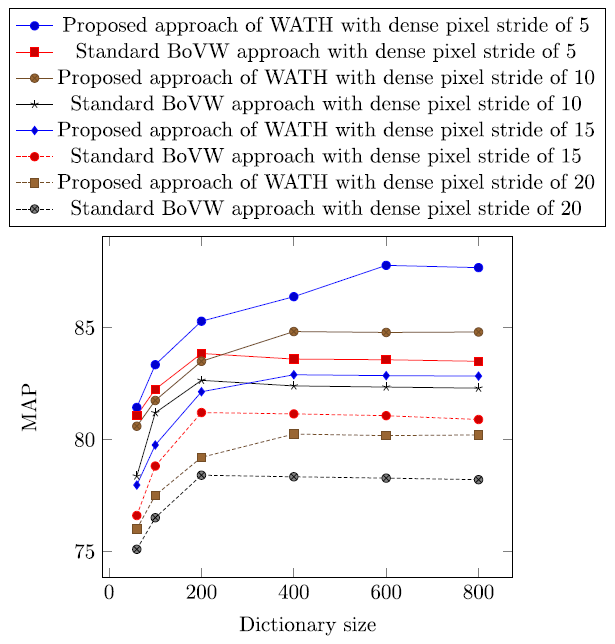 Proposed approach of WATH with dense pixel stride of 5
Standard BoVW approach with dense pixel stride of 5
Proposed approach of WATH with dense pixel stride of 10
Standard BoVW approach with dense pixel stride of 10
Proposed approach of WATH with dense pixel stride of 15
Standard BoVW approach with dense pixel stride of 15
Proposed approach of WATH with dense pixel stride of 20
Standard BoVW approach with dense pixel stride of 20
85
80
75
MAP
0 200 400 600 800
Dictionary size